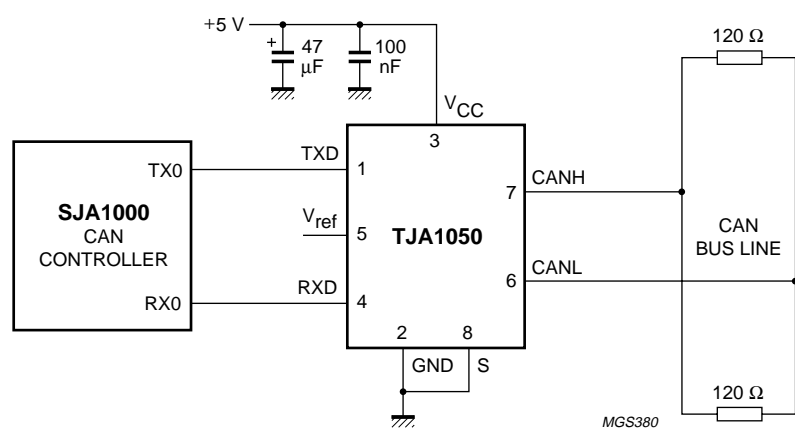 +5 V
+
47
μF
100
nF
120 Ω
VCC
3
TX0
TXD
1
7
CANH
SJA1000
CAN
CONTROLLER
Vref
5
TJA1050
CAN
BUS LINE
6
CANL
RX0
RXD
4
2
8
GND
S
120 Ω
MGS380